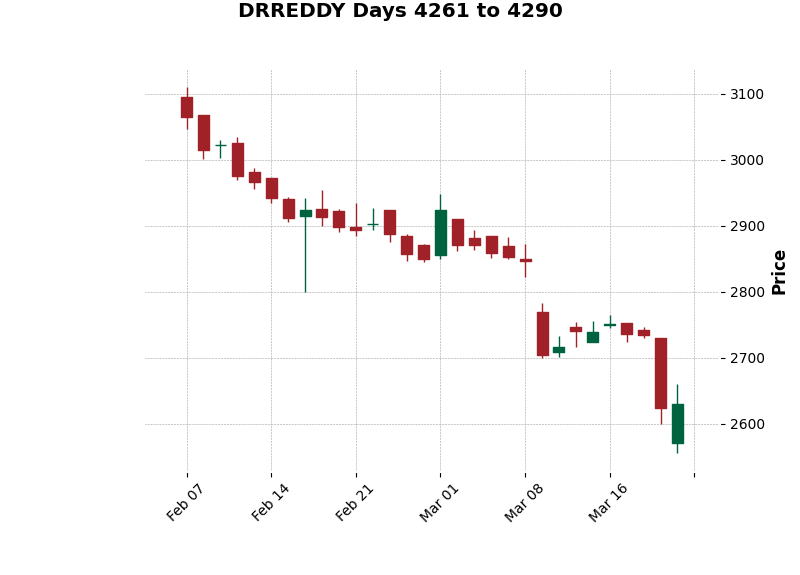 DRREDDY Days 4261 to 4290
3100
3000
2900
2800
2700
2600
Price
Feb 07
Feb 14
Feb 21
Mar 01
Mar 08
Mar 16